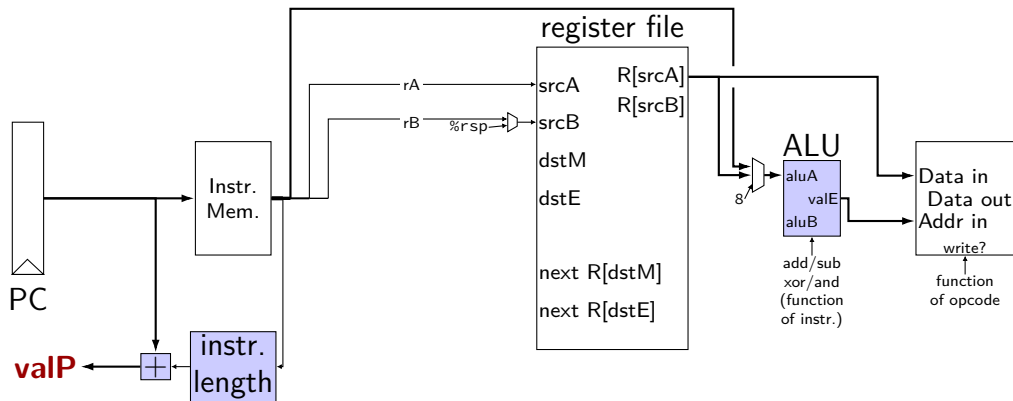 register file
rA
srcA
R[srcA]
R[srcB]
rB
%rsp
srcB
ALU
dstM
Instr.
Mem.
dstE
aluA
valE
aluB
8
Data in
Data out
Addr in
write?
add/sub
xor/and
(function
of instr.)
function
of opcode
next R[dstM]
next R[dstE]
PC
valP
+
instr.
length